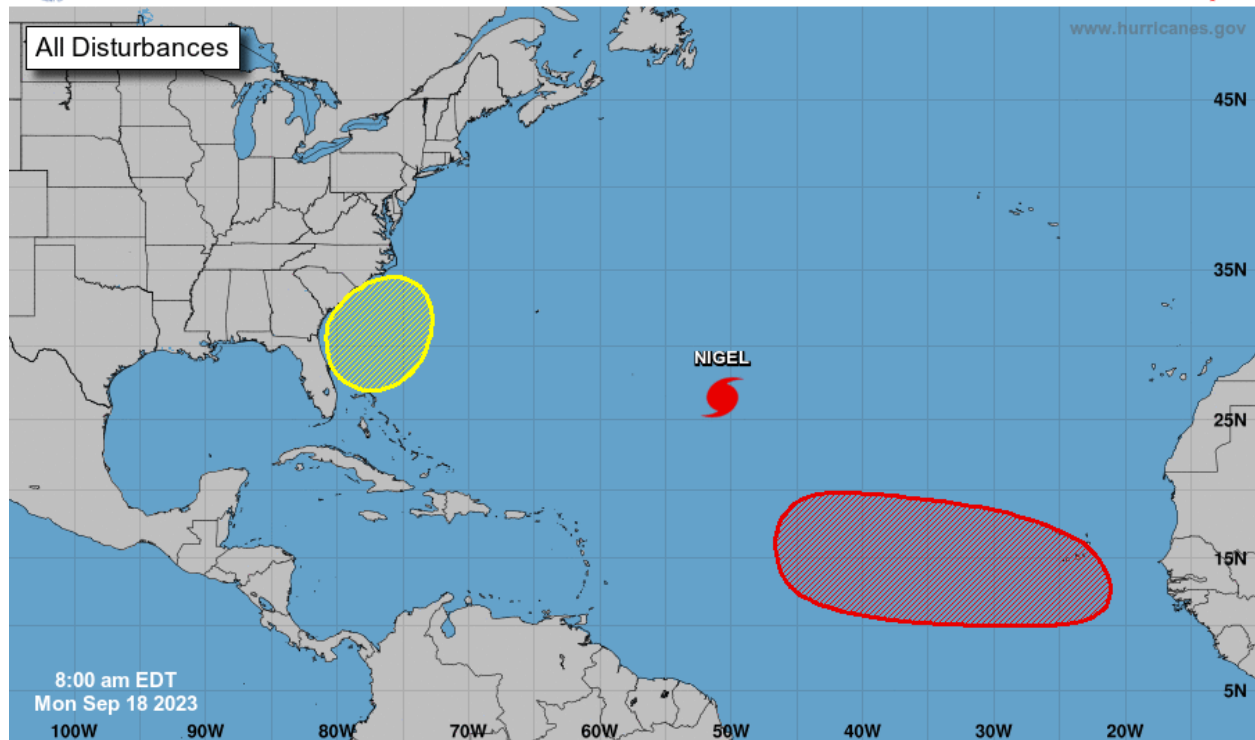 All Disturbances
www.hurricanes.gov
45N
35N
NIGEL
25N
15N
8:00 am EDT
Mon Sep 18 2023
5N
100W 90W 80W 70W 60W 50W 40W 30W 20W